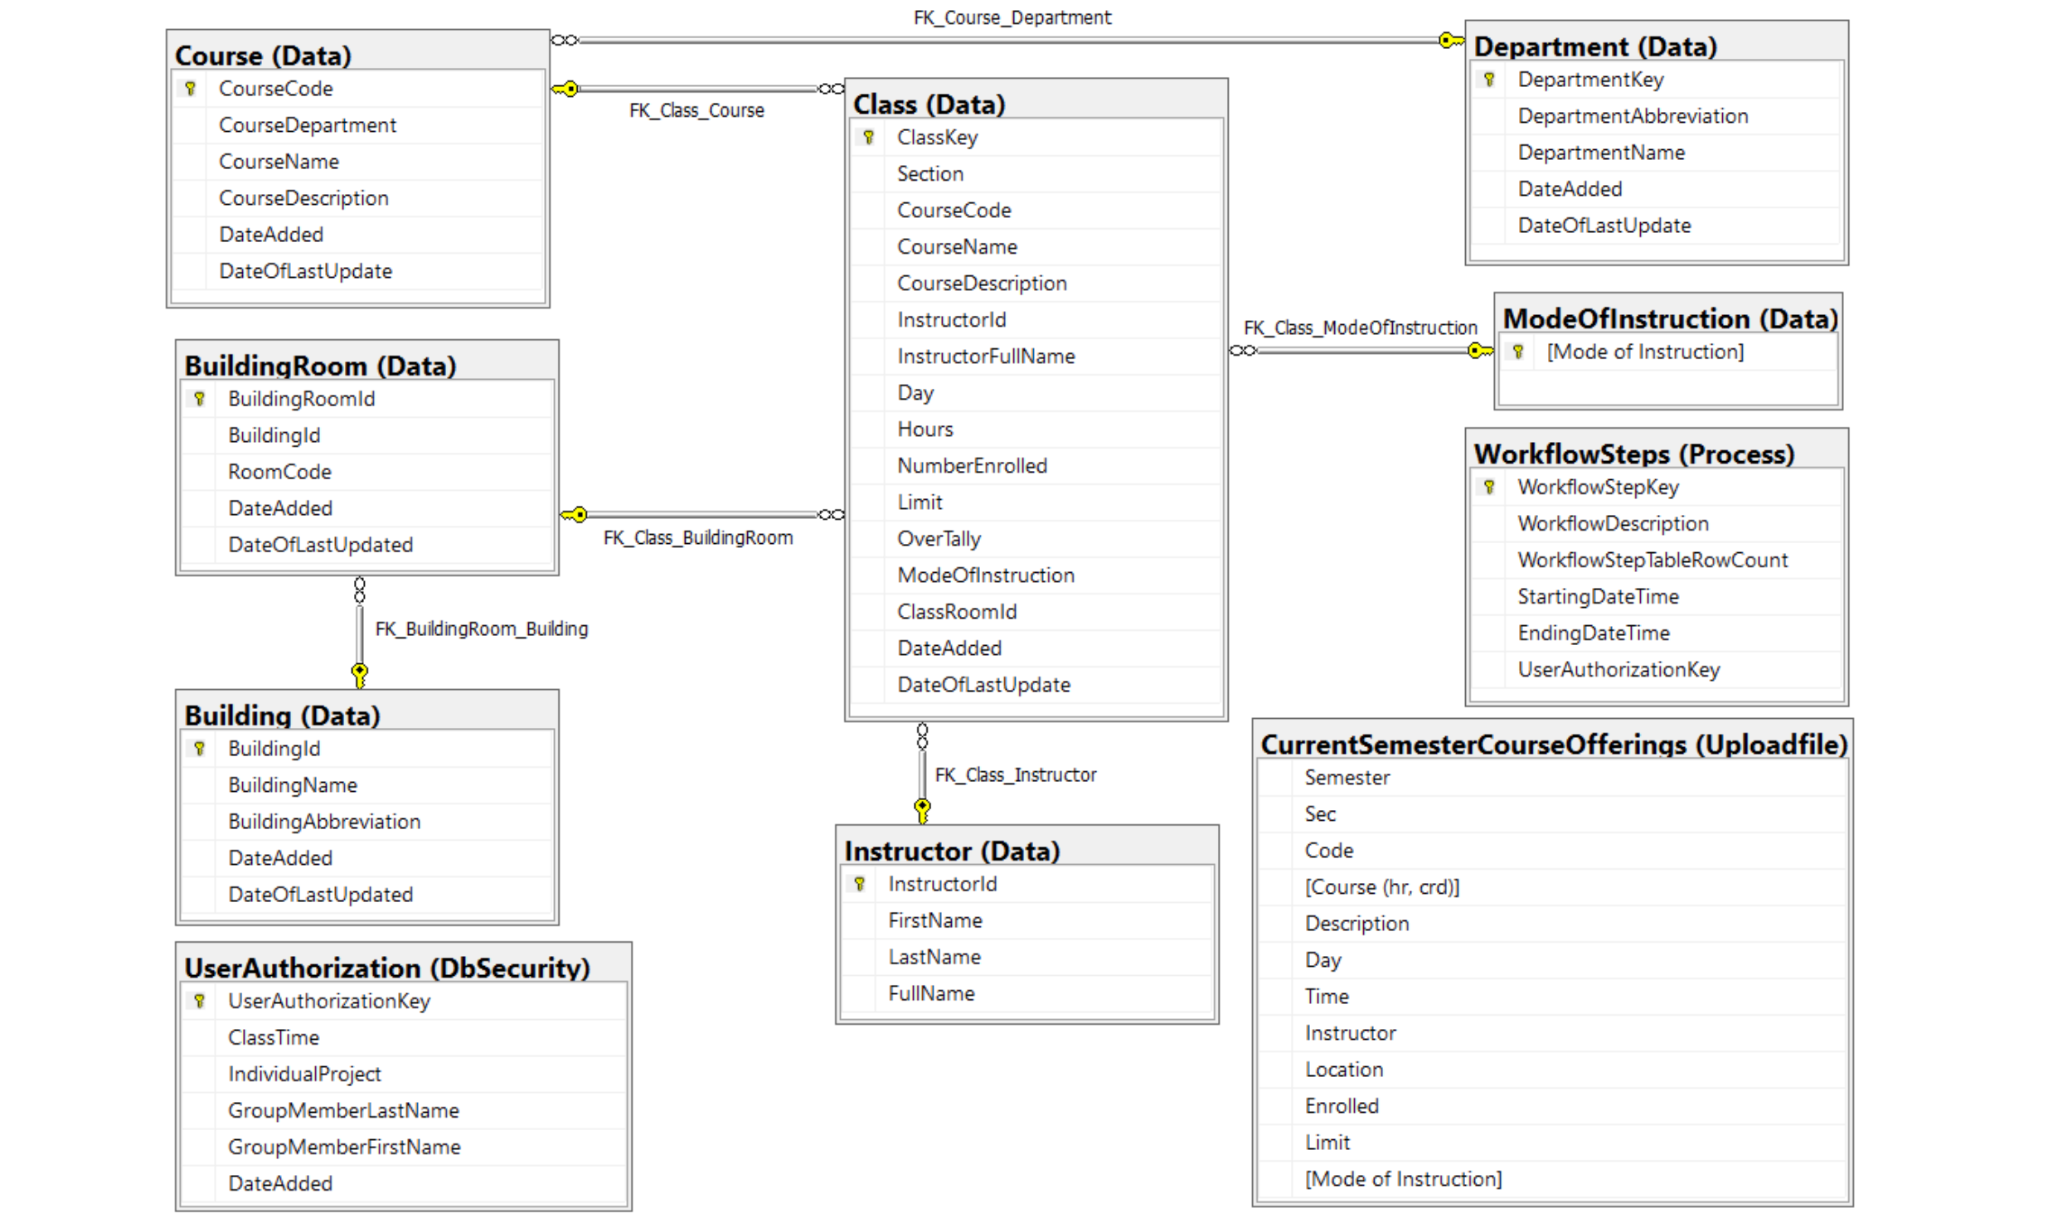 FK_Course_Department
Course (Data)
CourseCode
CourseDepartment
CourseName
CourseDescription
DateAdded
DateOfLastUpdate
FK_Class_Course
Class (Data)
ClassKey
Section
CourseCode
CourseName
CourseDescription
InstructorId
InstructorFullName
Day
Hours
NumberEnrolled
Limit
OverTally
ModeOfInstruction
ClassRoomId
DateAdded
DateOfLastUpdate
Department (Data)
DepartmentKey
DepartmentAbbreviation
DepartmentName
DateAdded
DateOfLastUpdate
FK_Class_ModeOfInstruction
ModeOfInstruction (Data)
[Mode of Instruction]
BuildingRoom (Data)
BuildingRoomId
BuildingId
RoomCode
DateAdded
DateOfLastUpdated
FK_Class_BuildingRoom
FK_BuildingRoom_Building
WorkflowSteps (Process)
WorkflowStepKey
WorkflowDescription
WorkflowStepTableRowCount
StartingDateTime
EndingDateTime
UserAuthorizationKey
Building (Data)
BuildingId
BuildingName
BuildingAbbreviation
DateAdded
DateOfLastUpdated
FK_Class_Instructor
Instructor (Data)
InstructorId
FirstName
LastName
FullName
CurrentSemesterCourseOfferings (Uploadfile)
Semester
Sec
Code
[Course (hr, crd)]
Description
Day
Time
Instructor
Location
Enrolled
Limit
[Mode of Instruction]
UserAuthorization (DbSecurity)
UserAuthorizationKey
ClassTime
IndividualProject
GroupMemberLastName
GroupMemberFirstName
DateAdded